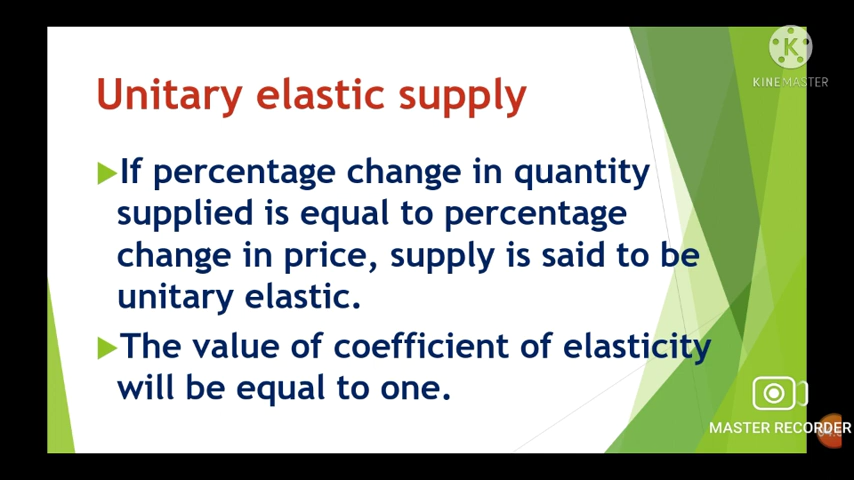 Unitary elastic supply
If percentage change in quantity
supplied is equal to percentage
change in price, supply is said to be
unitary elastic.
The value of coefficient of elasticity
will be equal to one.
K
KINEMASTER
MASTER RECORDER